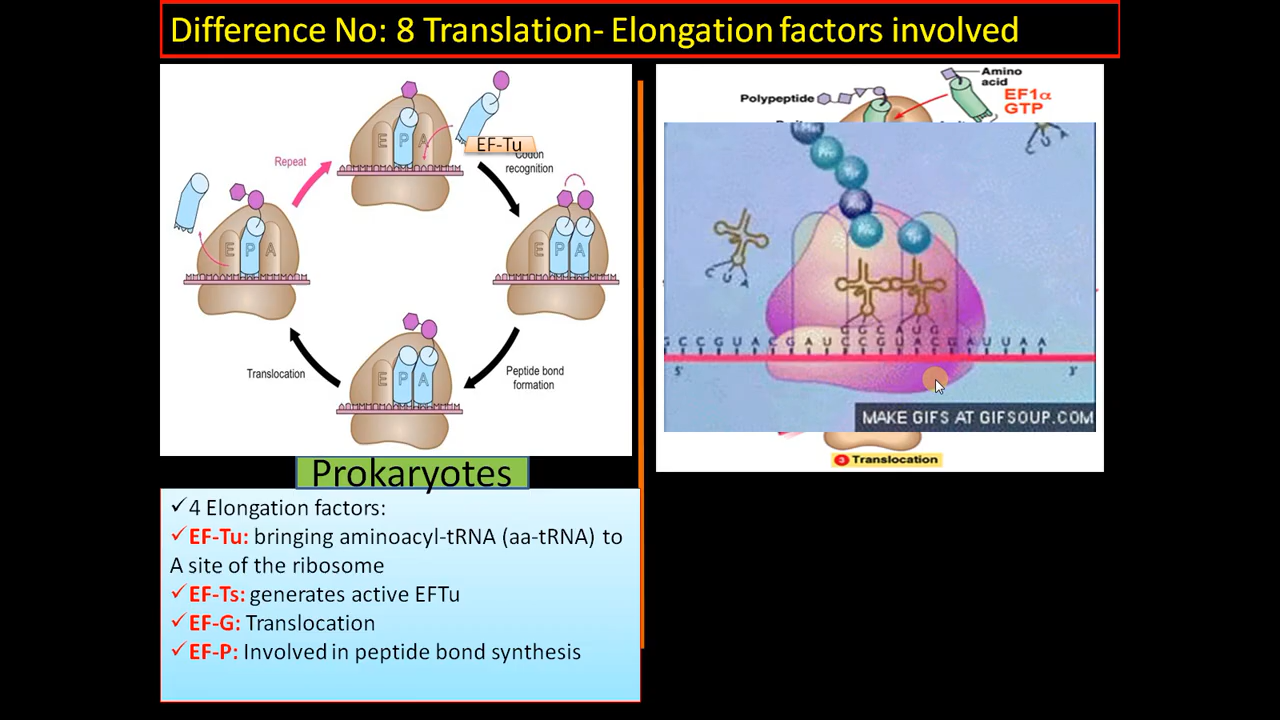 Difference No: 8 Translation- Elongation factors involved
E P A
EF-Tu
Codon
recognition
Repeat
E P A
E P A
Peptide bond
formation
E P A
Translocation
Prokaryotes
✓4 Elongation factors:
✓EF-Tu: bringing aminoacyl-tRNA (aa-tRNA) to
A site of the ribosome
✓EF-Ts: generates active EFTu
✓EF-G: Translocation
✓EF-P: Involved in peptide bond synthesis
Amino
acid
Polypeptide
EF1α
GTP
C U A
G G C A U G
G C C G U A C G A U C C G U A C G A U U A A
5'
3'
MAKE GIFS AT GIFSOUP.COM
3 Translocation